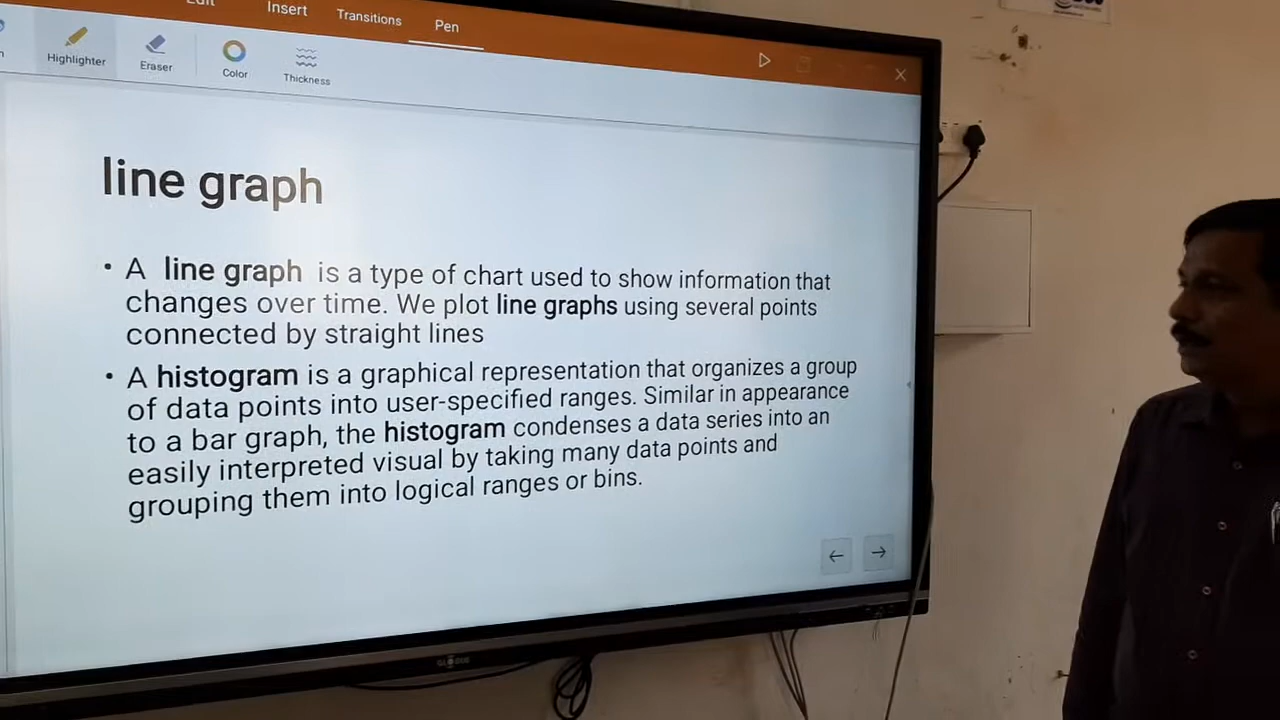 Edit Insert Transitions Pen
Highlighter Eraser Color Thickness
line graph
• A line graph is a type of chart used to show information that
changes over time. We plot line graphs using several points
connected by straight lines
• A histogram is a graphical representation that organizes a group
of data points into user-specified ranges. Similar in appearance
to a bar graph, the histogram condenses a data series into an
easily interpreted visual by taking many data points and
grouping them into logical ranges or bins.